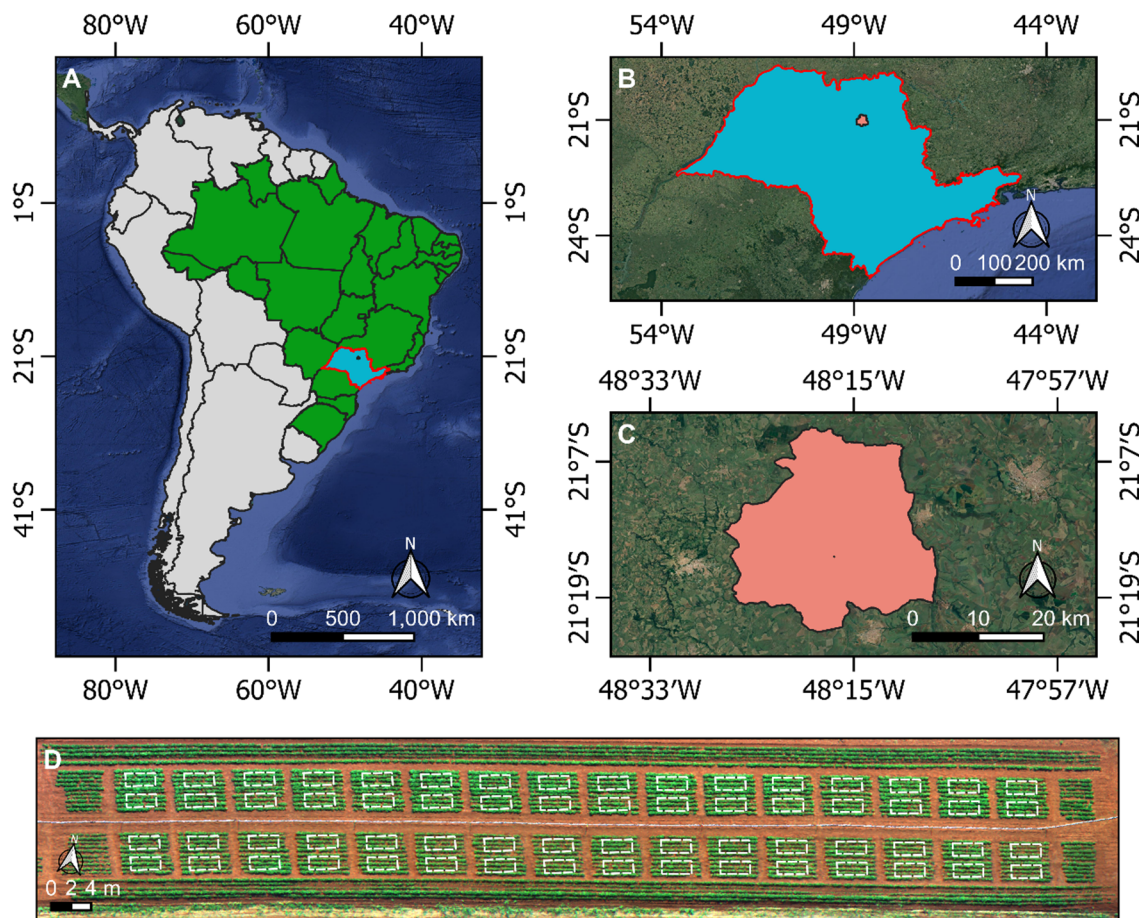 80°W 60°W 40°W
A
N
0 500 1,000 km
1°S 21°S 41°S
1°S 21°S 41°S
80°W 60°W 40°W
54°W 49°W 44°W
B
N
0 100 200 km
21°S 24°S
21°S 24°S
54°W 49°W 44°W
48°33′W 48°15′W 47°57′W
C
N
0 10 20 km
21°7′S 21°19′S
21°7′S 21°19′S
48°33′W 48°15′W 47°57′W
D
N
0 2 4 m